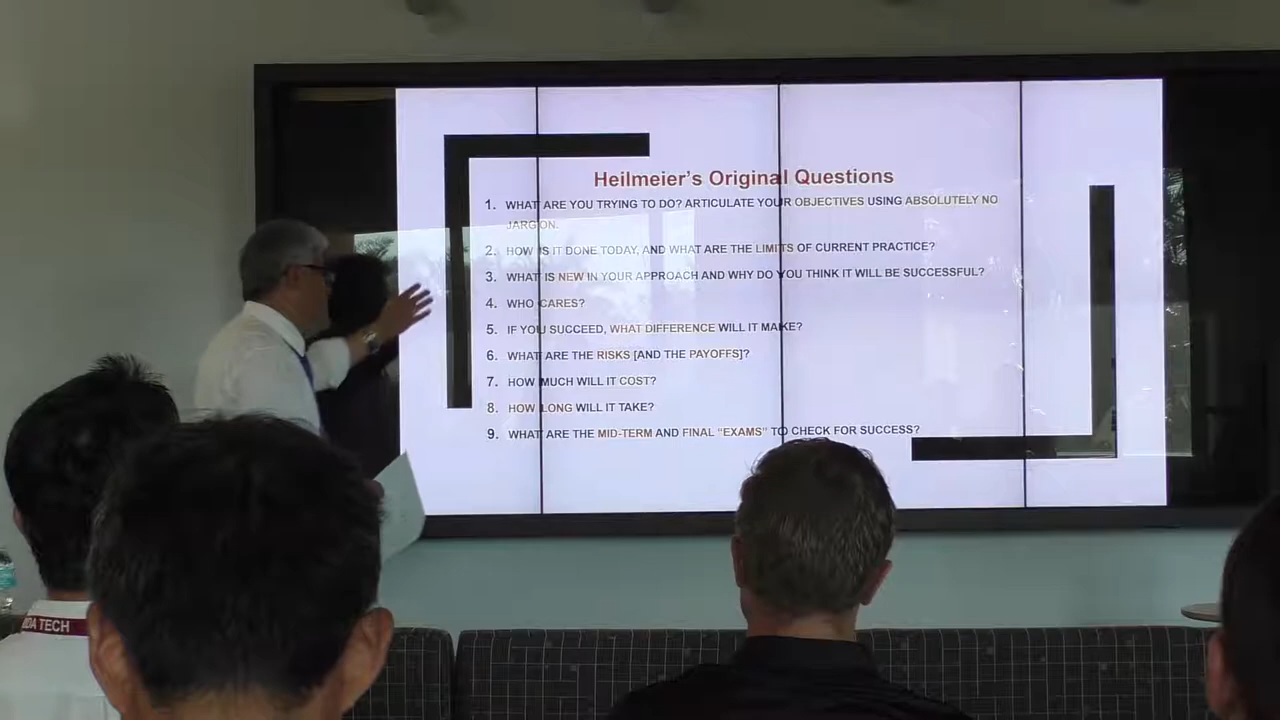 Heilmeier's Original Questions
1. WHAT ARE YOU TRYING TO DO? ARTICULATE YOUR OBJECTIVES USING ABSOLUTELY NO
JARGON.
2. HOW IS IT DONE TODAY, AND WHAT ARE THE LIMITS OF CURRENT PRACTICE?
3. WHAT IS NEW IN YOUR APPROACH AND WHY DO YOU THINK IT WILL BE SUCCESSFUL?
4. WHO CARES?
5. IF YOU SUCCEED, WHAT DIFFERENCE WILL IT MAKE?
6. WHAT ARE THE RISKS [AND THE PAYOFFS]?
7. HOW MUCH WILL IT COST?
8. HOW LONG WILL IT TAKE?
9. WHAT ARE THE MID-TERM AND FINAL "EXAMS" TO CHECK FOR SUCCESS?
TECH